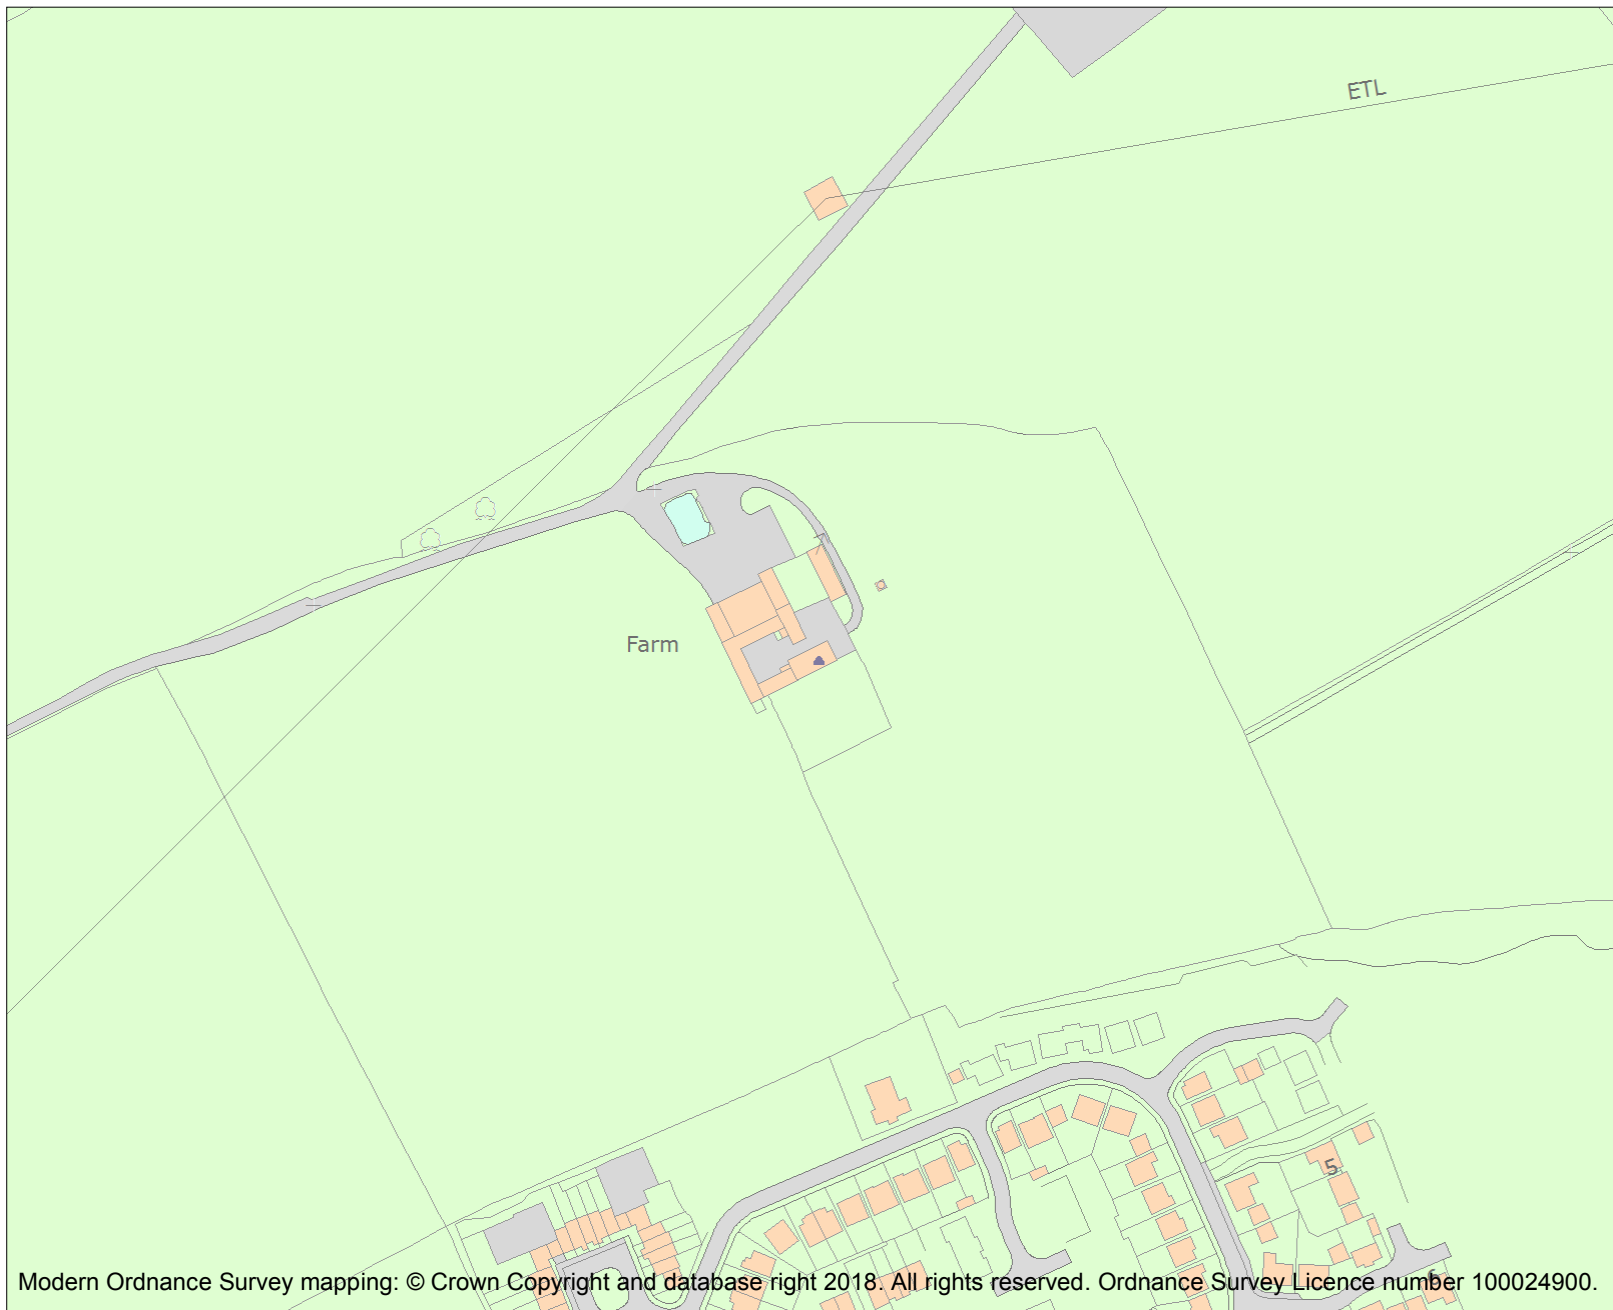 ETL
Farm
5
6
Modern Ordnance Survey mapping: © Crown Copyright and database right 2018. All rights reserved. Ordnance Survey Licence number 100024900.